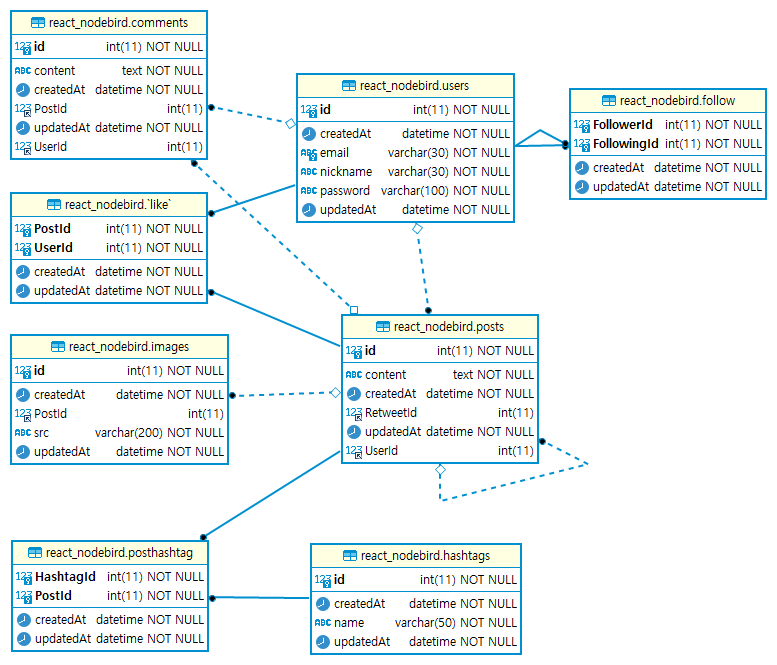 react_nodebird.comments
id int(11) NOT NULL
content text NOT NULL
createdAt datetime NOT NULL
PostId int(11)
updatedAt datetime NOT NULL
UserId int(11)
react_nodebird.users
id int(11) NOT NULL
createdAt datetime NOT NULL
email varchar(30) NOT NULL
nickname varchar(30) NOT NULL
password varchar(100) NOT NULL
updatedAt datetime NOT NULL
react_nodebird.follow
FollowerId int(11) NOT NULL
FollowingId int(11) NOT NULL
createdAt datetime NOT NULL
updatedAt datetime NOT NULL
react_nodebird.`like`
PostId int(11) NOT NULL
UserId int(11) NOT NULL
createdAt datetime NOT NULL
updatedAt datetime NOT NULL
react_nodebird.posts
id int(11) NOT NULL
content text NOT NULL
createdAt datetime NOT NULL
RetweetId int(11)
updatedAt datetime NOT NULL
UserId int(11)
react_nodebird.images
id int(11) NOT NULL
createdAt datetime NOT NULL
PostId int(11)
src varchar(200) NOT NULL
updatedAt datetime NOT NULL
react_nodebird.posthashtag
HashtagId int(11) NOT NULL
PostId int(11) NOT NULL
createdAt datetime NOT NULL
updatedAt datetime NOT NULL
react_nodebird.hashtags
id int(11) NOT NULL
createdAt datetime NOT NULL
name varchar(50) NOT NULL
updatedAt datetime NOT NULL